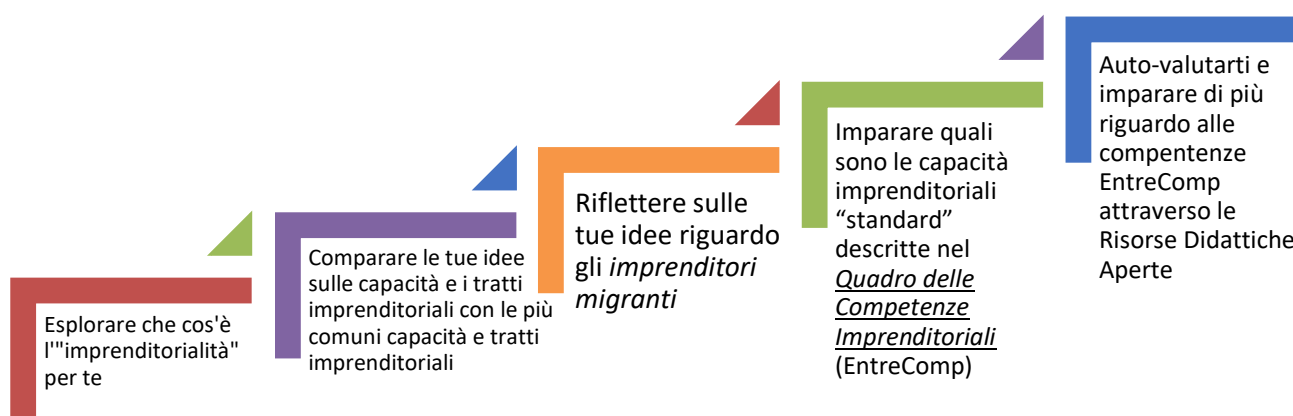 Esplorare che cos'è
l'"imprenditorialità"
per te
Comparare le tue idee
sulle capacità e i tratti
imprenditoriali con le più
comuni capacità e tratti
imprenditoriali
Riflettere sulle
tue idee riguardo
gli imprenditori
migranti
Imparare quali
sono le capacità
imprenditoriali
“standard”
descritte nel
Quadro delle
Competenze
Imprenditoriali
(EntreComp)
Auto-valutarti e
imparare di più
riguardo alle
compentenze
EntreComp
attraverso le
Risorse Didattiche
Aperte